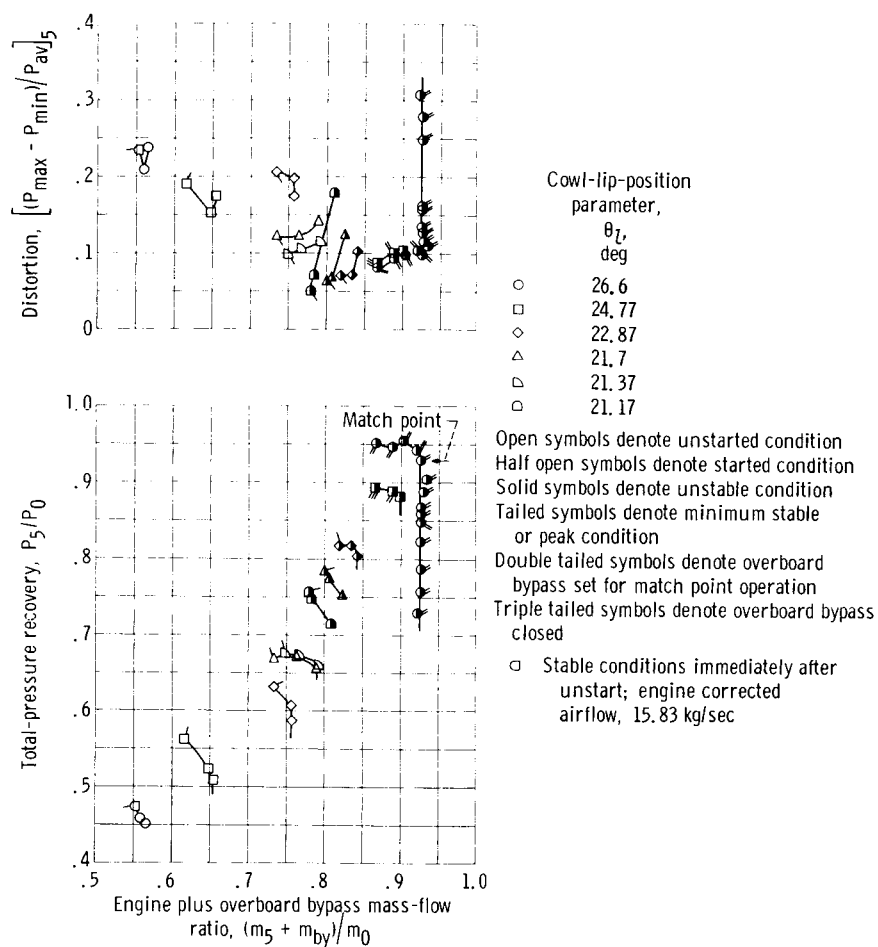 .4
.3
.2
.1
0
Distortion, [(P_max - P_min)/P_av]_5
Cowl-lip-position
parameter,
θ_l,
deg
26.6
24.77
22.87
21.7
21.37
21.17
Open symbols denote unstarted condition
Half open symbols denote started condition
Solid symbols denote unstable condition
Tailed symbols denote minimum stable
or peak condition
Double tailed symbols denote overboard
bypass set for match point operation
Triple tailed symbols denote overboard bypass
closed
Stable conditions immediately after
unstart; engine corrected
airflow, 15.83 kg/sec
Match point
1.0
.9
.8
.7
.6
.5
.4
Total-pressure recovery, P_5/P_0
.5 .6 .7 .8 .9 1.0
Engine plus overboard bypass mass-flow
ratio, (m_5 + m_by)/m_0